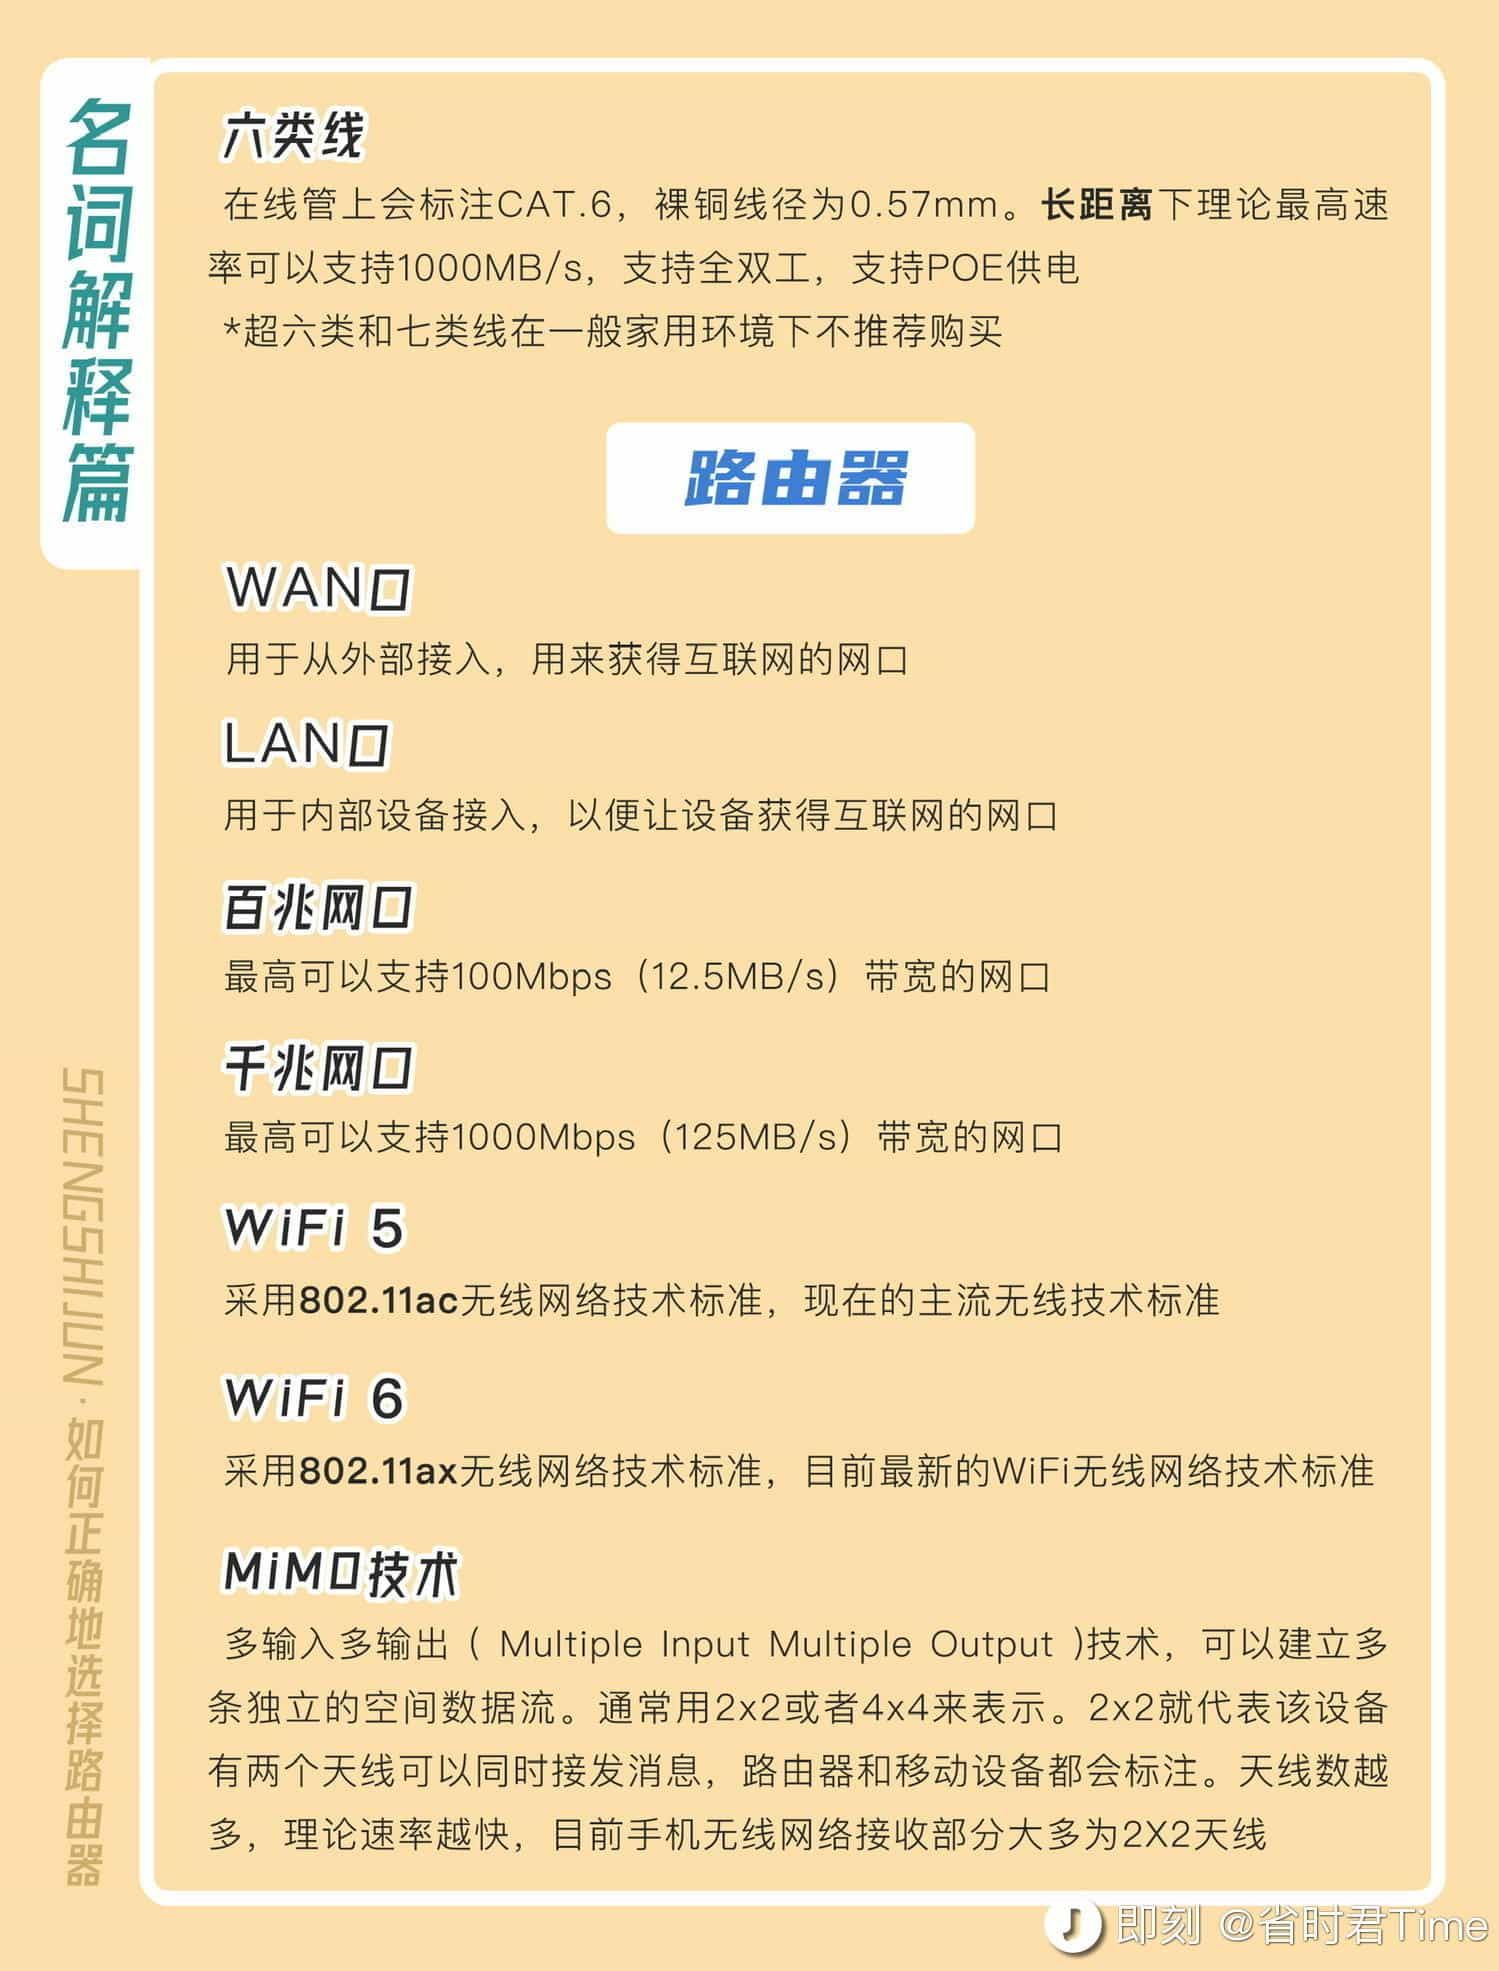 名词解释篇
六类线
在线管上会标注CAT.6，裸铜线径为0.57mm。长距离下理论最高速
率可以支持1000MB/s，支持全双工，支持POE供电
*超六类和七类线在一般家用环境下不推荐购买
路由器
WAN口
用于从外部接入，用来获得互联网的网口
LAN口
用于内部设备接入，以便让设备获得互联网的网口
百兆网口
最高可以支持100Mbps（12.5MB/s）带宽的网口
千兆网口
最高可以支持1000Mbps（125MB/s）带宽的网口
WiFi 5
采用802.11ac无线网络技术标准，现在的主流无线技术标准
WiFi 6
采用802.11ax无线网络技术标准，目前最新的WiFi无线网络技术标准
MiMO技术
多输入多输出（ Multiple Input Multiple Output )技术，可以建立多
条独立的空间数据流。通常用2x2或者4x4来表示。2x2就代表该设备
有两个天线可以同时接发消息，路由器和移动设备都会标注。天线数越
多，理论速率越快，目前手机无线网络接收部分大多为2X2天线
SHENGSHIJUN·如何正确地选择路由器
即刻 @省时君Time